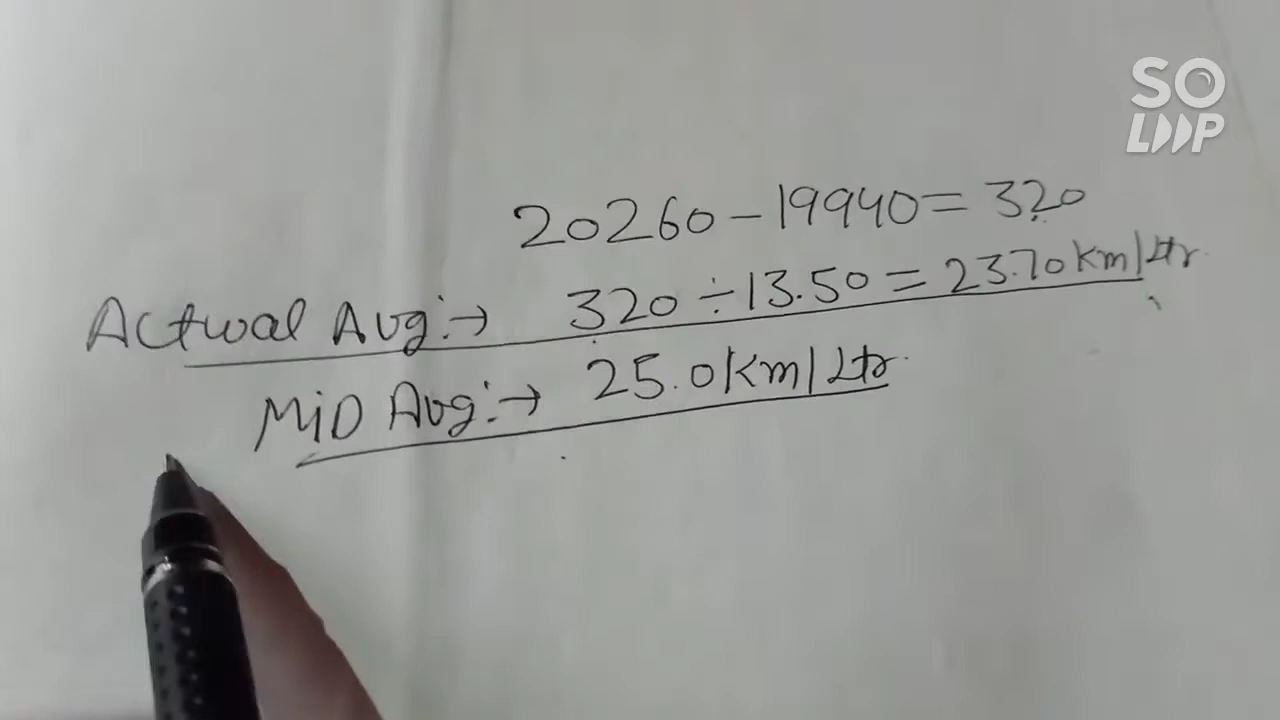 SO
LOOP
20260 - 19940 = 320
Actual Avg:→ 320 ÷ 13.50 = 23.70 km/Ltr.
MiD Avg:→ 25.0 km/Ltr.